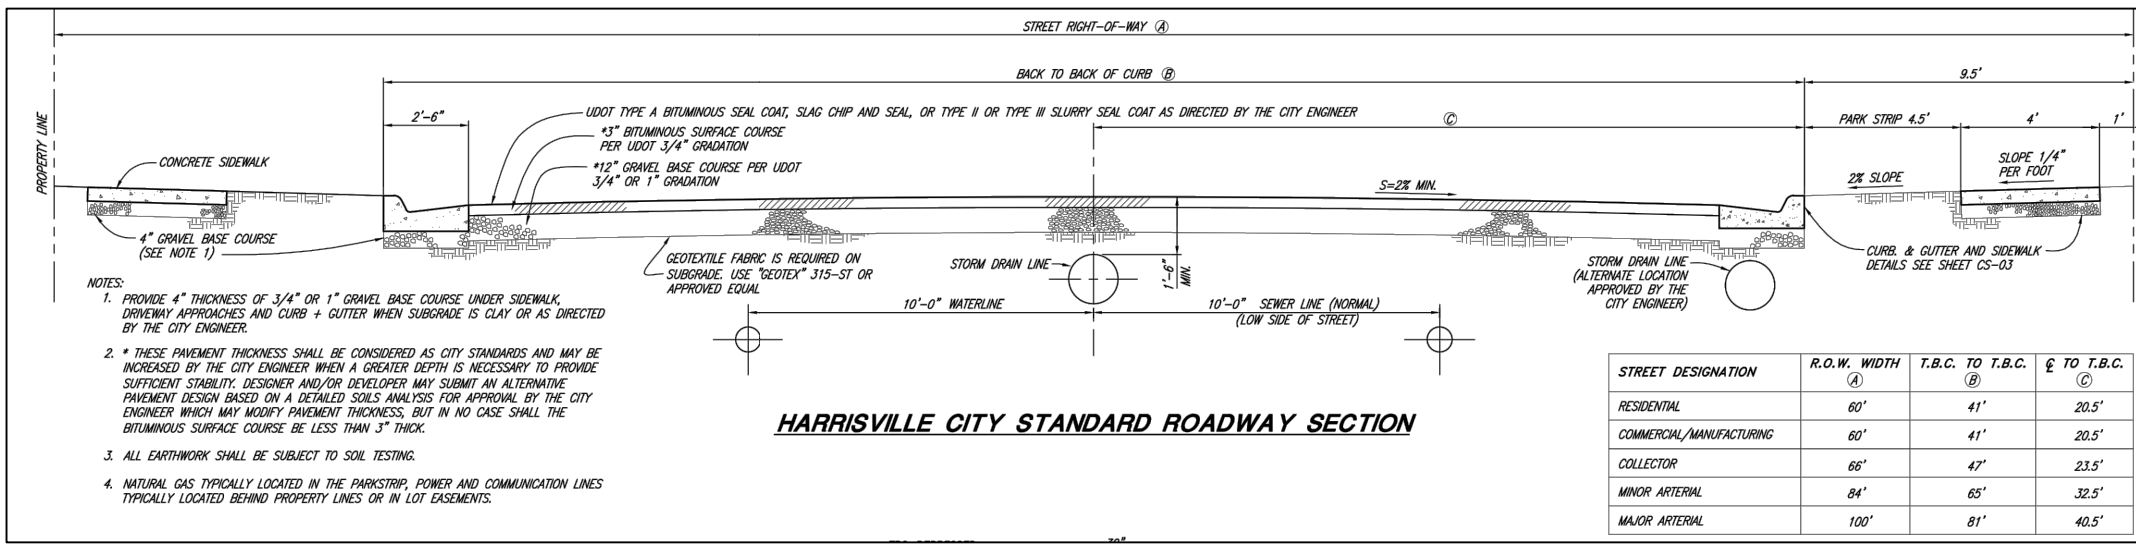 STREET RIGHT-OF-WAY Ⓐ
BACK TO BACK OF CURB Ⓑ
9.5'
2'-6"
UDOT TYPE A BITUMINOUS SEAL COAT, SLAG CHIP AND SEAL, OR TYPE II OR TYPE III SLURRY SEAL COAT AS DIRECTED BY THE CITY ENGINEER
Ⓒ
PARK STRIP 4.5'
4'
1'
PROPERTY LINE
*3" BITUMINOUS SURFACE COURSE
PER UDOT 3/4" GRADATION
CONCRETE SIDEWALK
*12" GRAVEL BASE COURSE PER UDOT
3/4" OR 1" GRADATION
SLOPE 1/4"
PER FOOT
S=2% MIN.
2% SLOPE
4" GRAVEL BASE COURSE
(SEE NOTE 1)
GEOTEXTILE FABRIC IS REQUIRED ON
SUBGRADE. USE "GEOTEX" 315-ST OR
APPROVED EQUAL
STORM DRAIN LINE
1'-6"
MIN.
STORM DRAIN LINE
(ALTERNATE LOCATION
APPROVED BY THE
CITY ENGINEER)
CURB. & GUTTER AND SIDEWALK
DETAILS SEE SHEET CS-03
10'-0" WATERLINE
10'-0" SEWER LINE (NORMAL)
(LOW SIDE OF STREET)
NOTES:
1. PROVIDE 4" THICKNESS OF 3/4" OR 1" GRAVEL BASE COURSE UNDER SIDEWALK,
DRIVEWAY APPROACHES AND CURB + GUTTER WHEN SUBGRADE IS CLAY OR AS DIRECTED
BY THE CITY ENGINEER.
2. * THESE PAVEMENT THICKNESS SHALL BE CONSIDERED AS CITY STANDARDS AND MAY BE
INCREASED BY THE CITY ENGINEER WHEN A GREATER DEPTH IS NECESSARY TO PROVIDE
SUFFICIENT STABILITY. DESIGNER AND/OR DEVELOPER MAY SUBMIT AN ALTERNATIVE
PAVEMENT DESIGN BASED ON A DETAILED SOILS ANALYSIS FOR APPROVAL BY THE CITY
ENGINEER WHICH MAY MODIFY PAVEMENT THICKNESS, BUT IN NO CASE SHALL THE
BITUMINOUS SURFACE COURSE BE LESS THAN 3" THICK.
3. ALL EARTHWORK SHALL BE SUBJECT TO SOIL TESTING.
4. NATURAL GAS TYPICALLY LOCATED IN THE PARKSTRIP, POWER AND COMMUNICATION LINES
TYPICALLY LOCATED BEHIND PROPERTY LINES OR IN LOT EASEMENTS.
HARRISVILLE CITY STANDARD ROADWAY SECTION
STREET DESIGNATION R.O.W. WIDTH Ⓐ T.B.C. TO T.B.C. Ⓑ ℄ TO T.B.C. Ⓒ
RESIDENTIAL 60' 41' 20.5'
COMMERCIAL/MANUFACTURING 60' 41' 20.5'
COLLECTOR 66' 47' 23.5'
MINOR ARTERIAL 84' 65' 32.5'
MAJOR ARTERIAL 100' 81' 40.5'